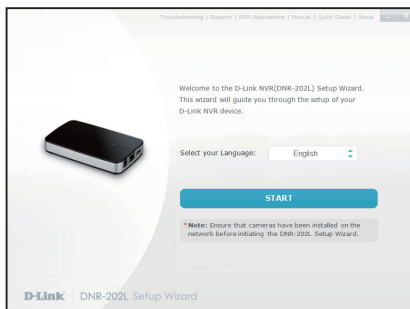 Troubleshooting | Support | NVR Applications | Manual | Quick Guide | About
Welcome to the D-Link NVR(DNR-202L) Setup Wizard.
This wizard will guide you through the setup of your
D-Link NVR device.
Select your Language: English
START
*Note: Ensure that cameras have been installed on the
network before initiating the DNR-202L Setup Wizard.
D-Link | DNR-202L Setup Wizard